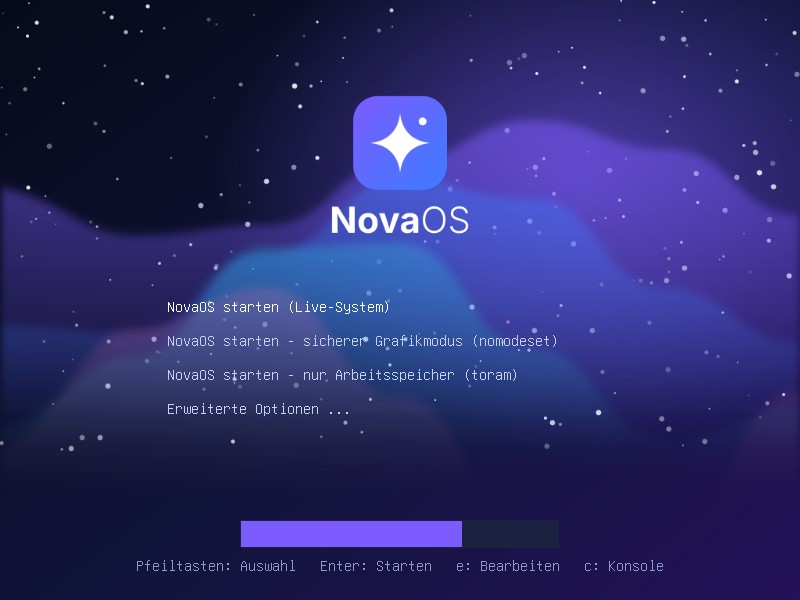 NovaOS
NovaOS starten (Live-System)
NovaOS starten - sicherer Grafikmodus (nomodeset)
NovaOS starten - nur Arbeitsspeicher (toram)
Erweiterte Optionen ...
Pfeiltasten: Auswahl   Enter: Starten   e: Bearbeiten   c: Konsole